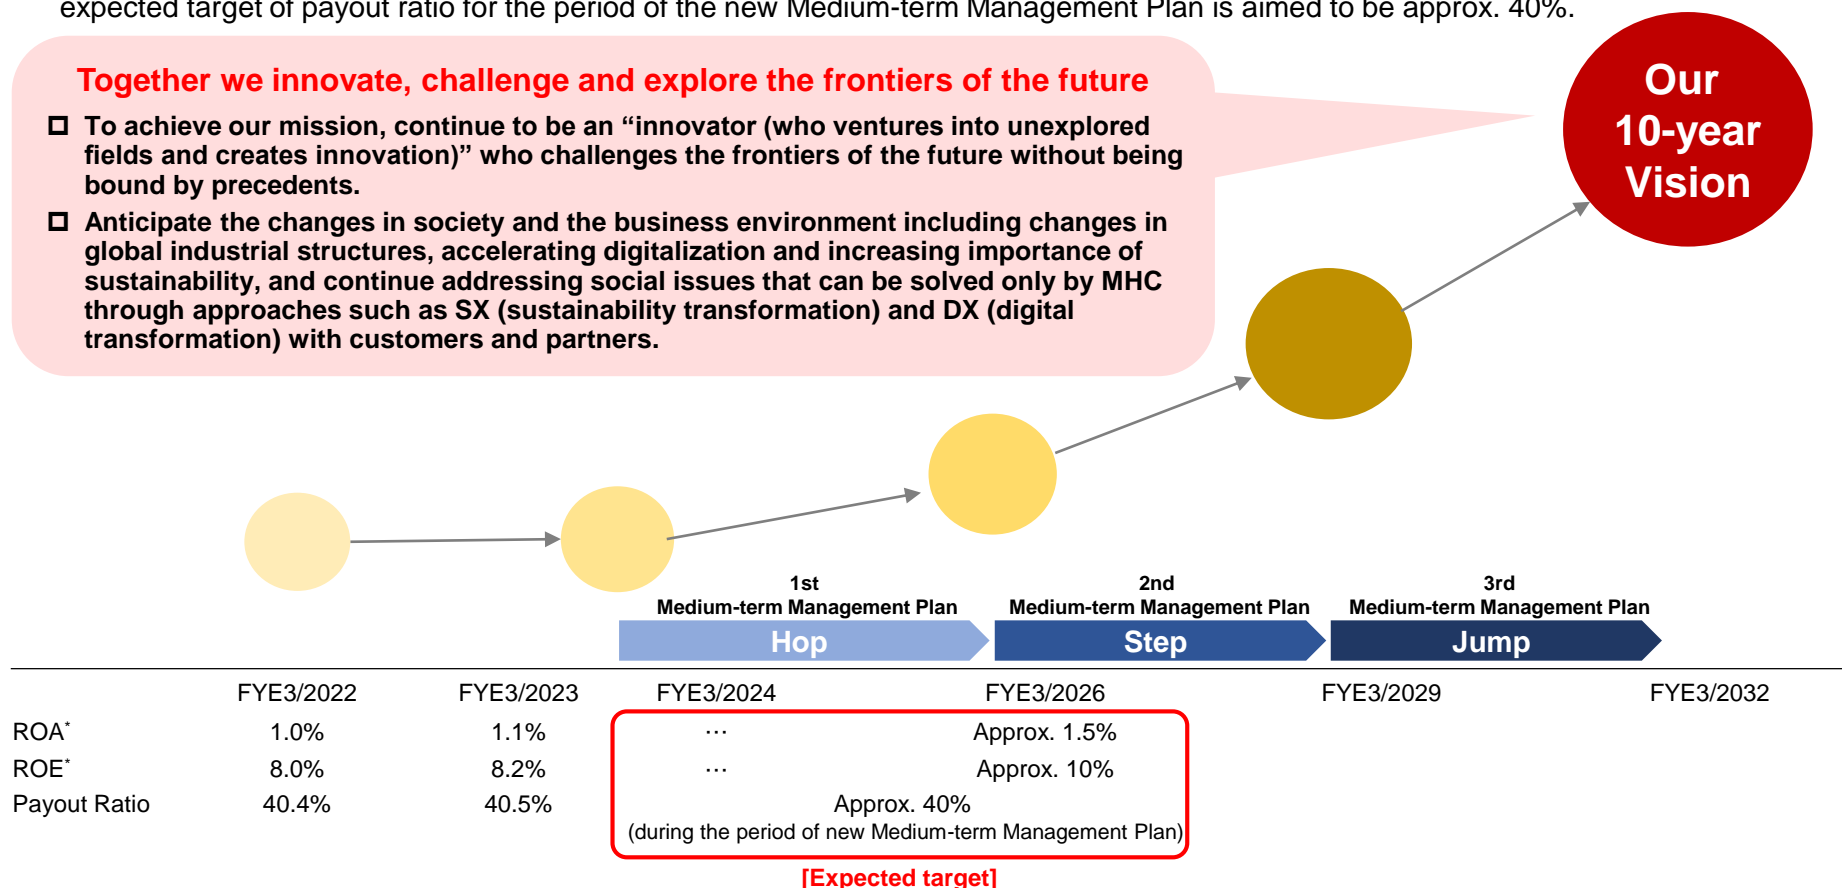 expected target of payout ratio for the period of the new Medium-term Management Plan is aimed to be approx. 40%.
Together we innovate, challenge and explore the frontiers of the future
To achieve our mission, continue to be an “innovator (who ventures into unexplored
fields and creates innovation)” who challenges the frontiers of the future without being
bound by precedents.
Anticipate the changes in society and the business environment including changes in
global industrial structures, accelerating digitalization and increasing importance of
sustainability, and continue addressing social issues that can be solved only by MHC
through approaches such as SX (sustainability transformation) and DX (digital
transformation) with customers and partners.
Our
10-year
Vision
1st
Medium-term Management Plan
Hop
2nd
Medium-term Management Plan
Step
3rd
Medium-term Management Plan
Jump
FYE3/2022 FYE3/2023 FYE3/2024 FYE3/2026 FYE3/2029 FYE3/2032
ROA* 1.0% 1.1% … Approx. 1.5%
ROE* 8.0% 8.2% … Approx. 10%
Payout Ratio 40.4% 40.5% Approx. 40%
(during the period of new Medium-term Management Plan)
[Expected target]